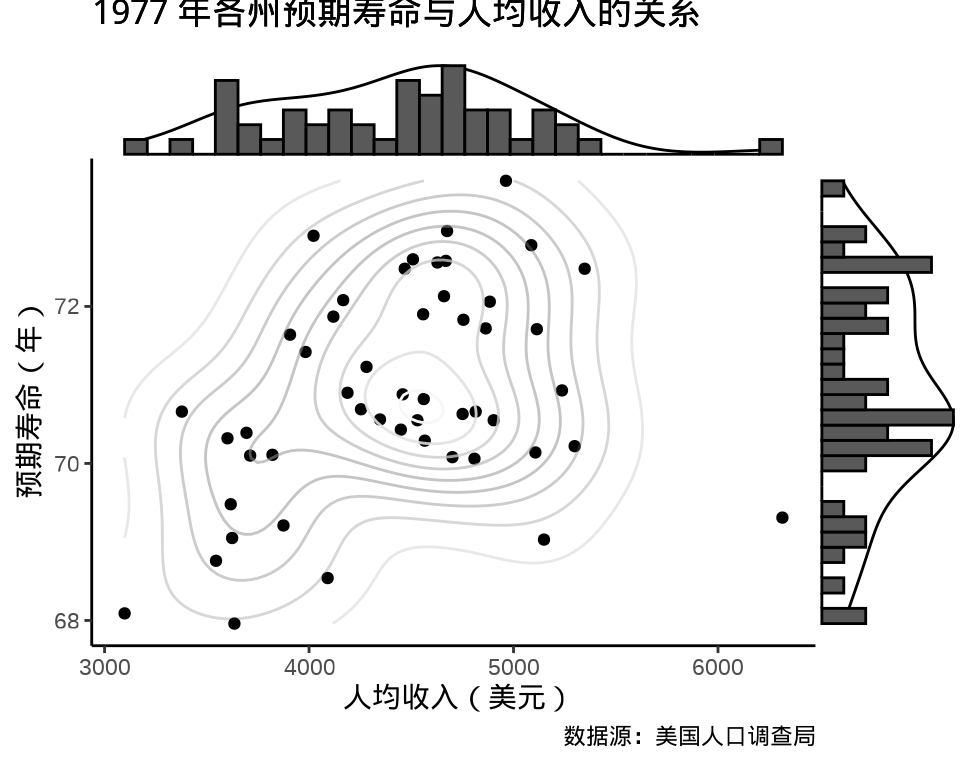 1977 年各州预期寿命与人均收入的关系
72
70
68
预期寿命（年）
3000 4000 5000 6000
人均收入（美元）
数据源：美国人口调查局